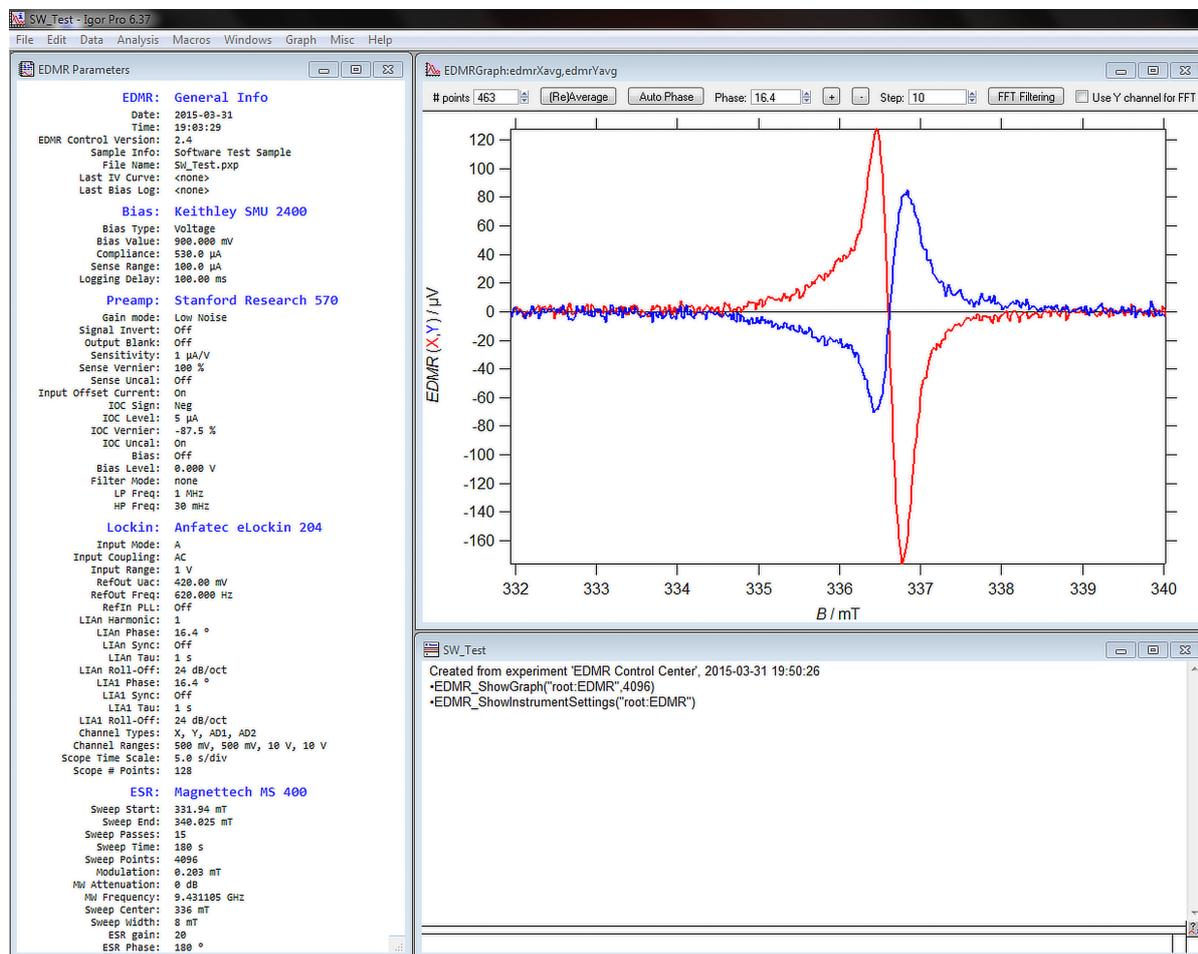 SW_Test - Igor Pro 6.37
File Edit Data Analysis Macros Windows Graph Misc Help
EDMR Parameters
EDMR: General Info
Date: 2015-03-31
Time: 19:03:29
EDMR Control Version: 2.4
Sample Info: Software Test Sample
File Name: SW_Test.pxp
Last IV Curve: <none>
Last Bias Log: <none>
Bias: Keithley SMU 2400
Bias Type: Voltage
Bias Value: 900.000 mV
Compliance: 530.0 µA
Sense Range: 100.0 µA
Logging Delay: 100.00 ms
Preamp: Stanford Research 570
Gain mode: Low Noise
Signal Invert: Off
Output Blank: Off
Sensitivity: 1 µA/V
Sense Vernier: 100 %
Sense Uncal: Off
Input Offset Current: On
IOC Sign: Neg
IOC Level: 5 µA
IOC Vernier: -87.5 %
IOC Uncal: On
Bias: Off
Bias Level: 0.000 V
Filter Mode: none
LP Freq: 1 MHz
HP Freq: 30 mHz
Lockin: Anfatec eLockin 204
Input Mode: A
Input Coupling: AC
Input Range: 1 V
RefOut Uac: 420.00 mV
RefOut Freq: 620.000 Hz
RefIn PLL: Off
LIAn Harmonic: 1
LIAn Phase: 16.4 °
LIAn Sync: Off
LIAn Tau: 1 s
LIAn Roll-Off: 24 dB/oct
LIA1 Phase: 16.4 °
LIA1 Sync: Off
LIA1 Tau: 1 s
LIA1 Roll-Off: 24 dB/oct
Channel Types: X, Y, AD1, AD2
Channel Ranges: 500 mV, 500 mV, 10 V, 10 V
Scope Time Scale: 5.0 s/div
Scope # Points: 128
ESR: Magnettech MS 400
Sweep Start: 331.94 mT
Sweep End: 340.025 mT
Sweep Passes: 15
Sweep Time: 180 s
Sweep Points: 4096
Modulation: 0.203 mT
MW Attenuation: 0 dB
MW Frequency: 9.431105 GHz
Sweep Center: 336 mT
Sweep Width: 8 mT
ESR gain: 20
ESR Phase: 180 °
EDMRGraph:edmrXavg,edmrYavg
# points 463 (Re)Average Auto Phase Phase: 16.4 + - Step: 10 FFT Filtering Use Y channel for FFT
120
100
80
60
40
20
0
-20
-40
-60
-80
-100
-120
-140
-160
EDMR (X,Y) / µV
332 333 334 335 336 337 338 339 340
B / mT
SW_Test
Created from experiment 'EDMR Control Center', 2015-03-31 19:50:26
•EDMR_ShowGraph("root:EDMR",4096)
•EDMR_ShowInstrumentSettings("root:EDMR")